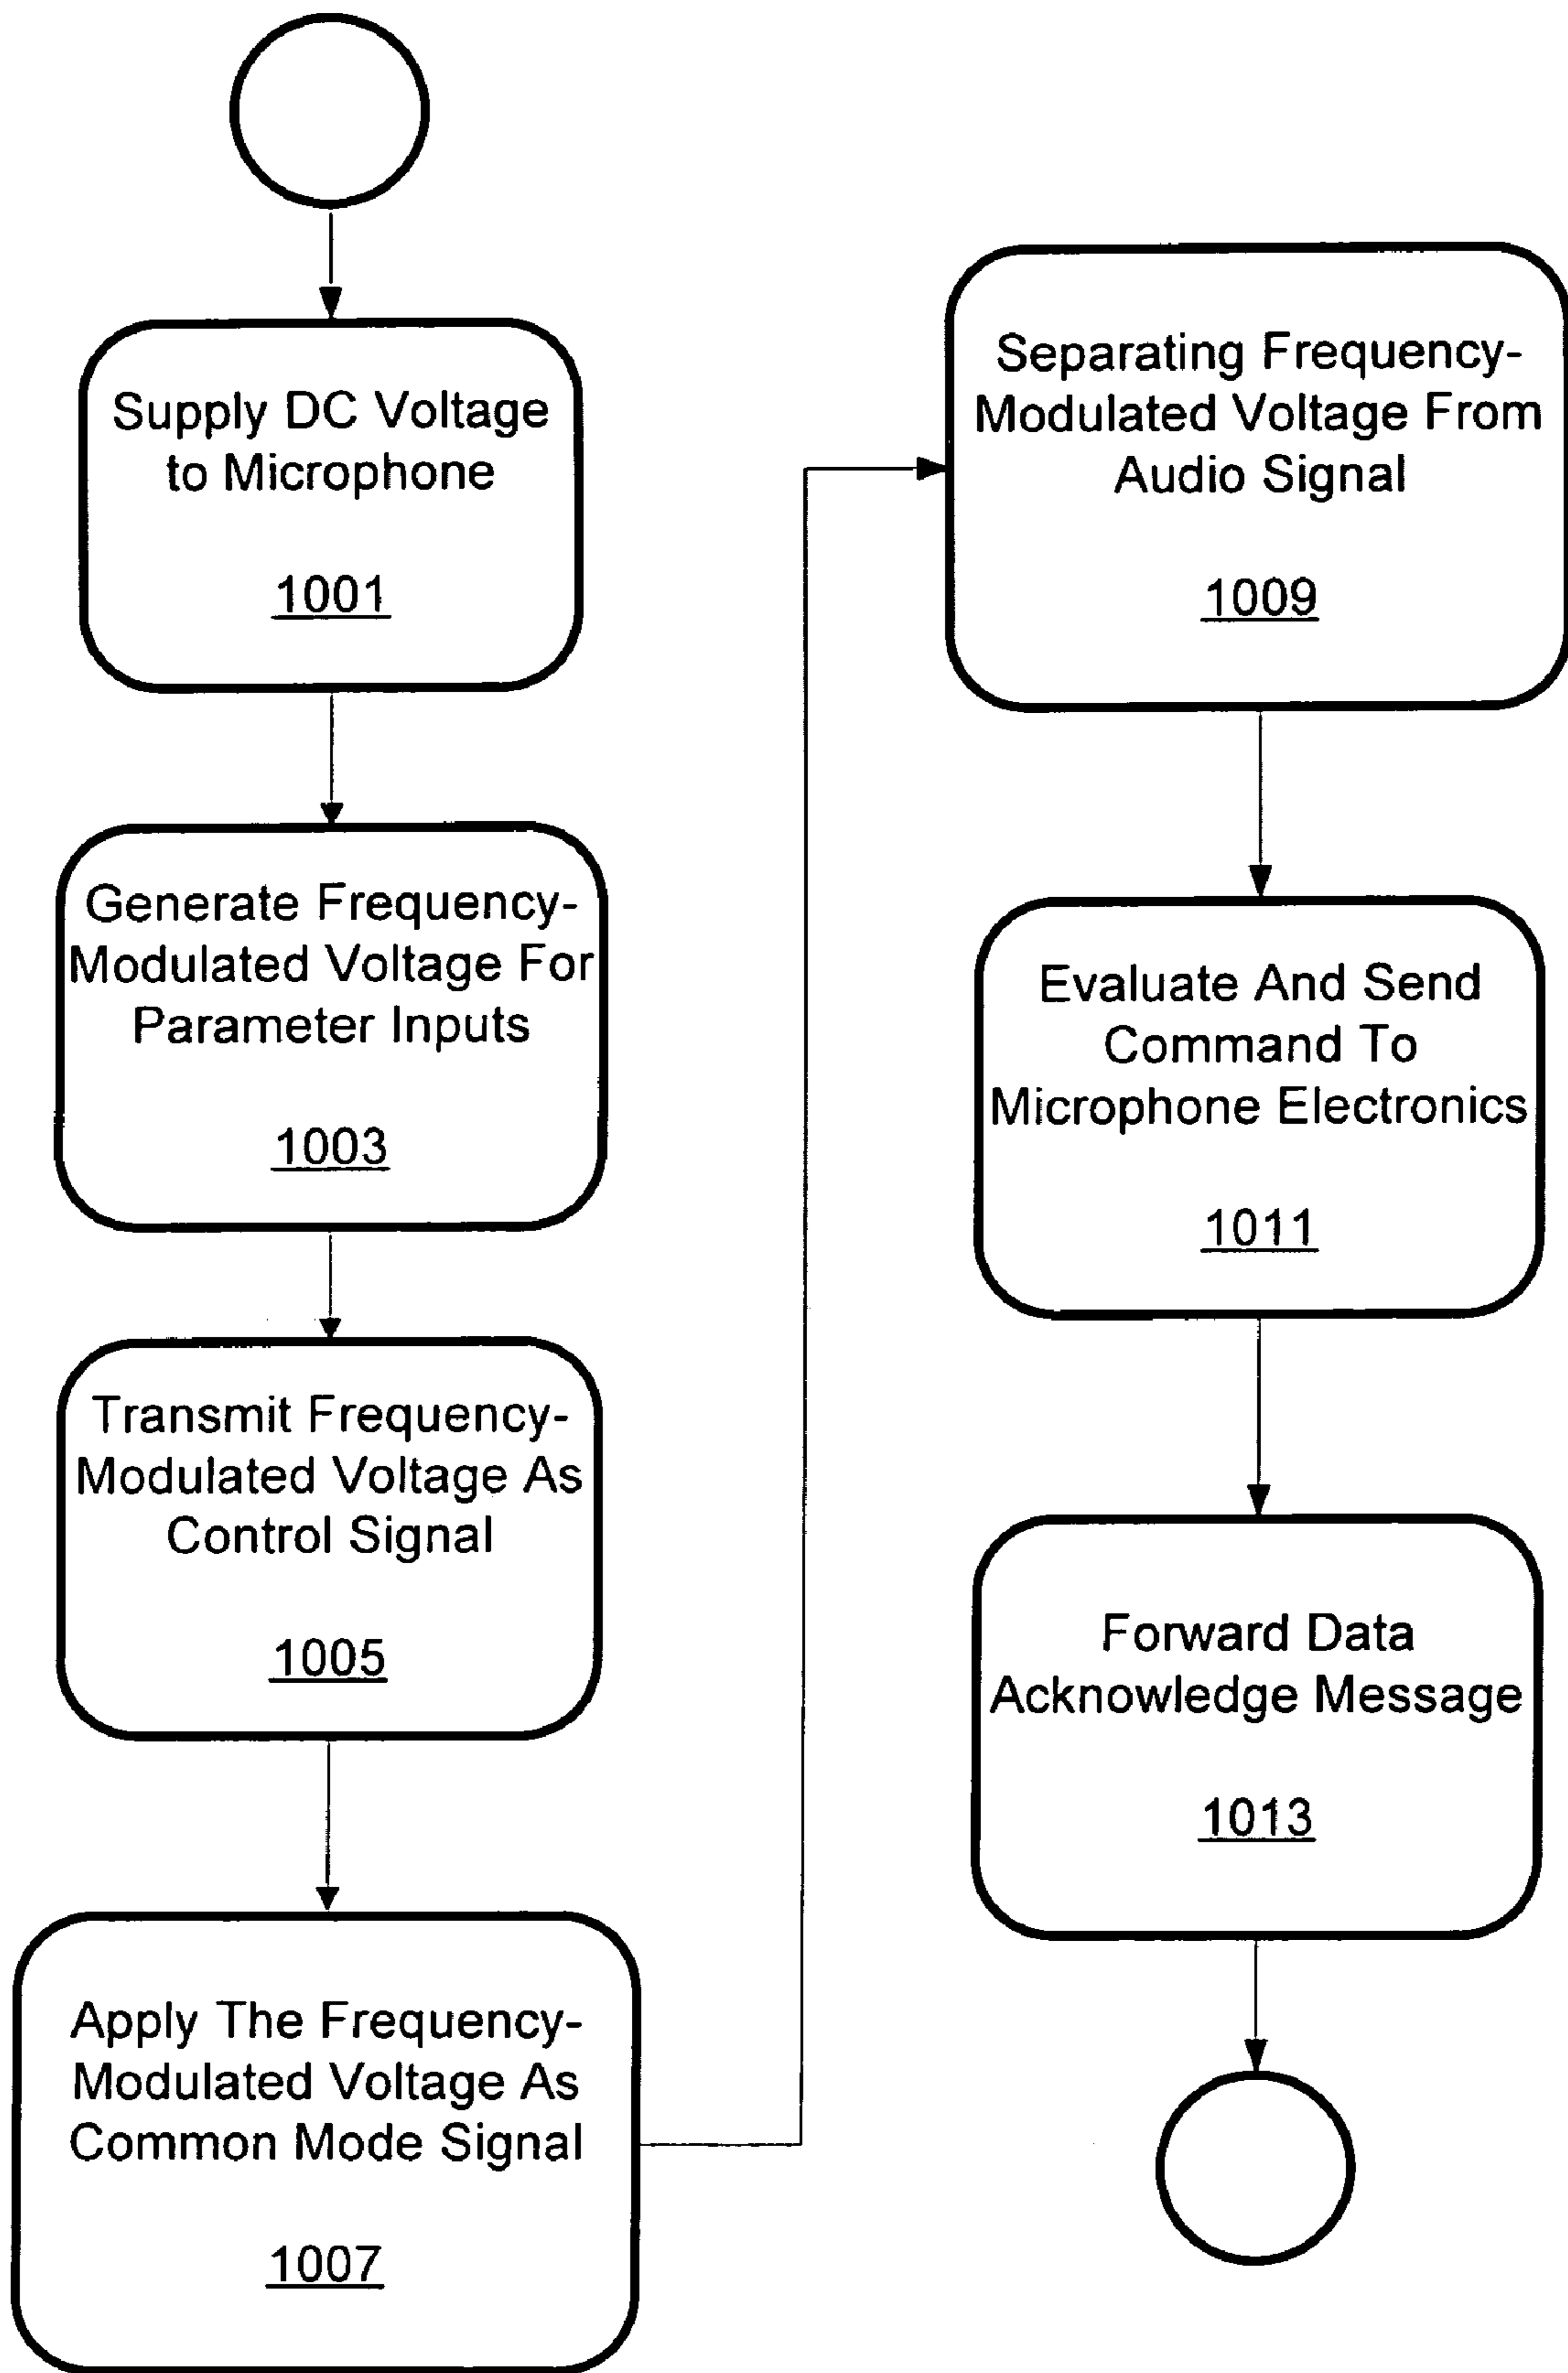 Supply DC Voltage
to Microphone
1001
Generate Frequency-
Modulated Voltage For
Parameter Inputs
1003
Transmit Frequency-
Modulated Voltage As
Control Signal
1005
Apply The Frequency-
Modulated Voltage As
Common Mode Signal
1007
Separating Frequency-
Modulated Voltage From
Audio Signal
1009
Evaluate And Send
Command To
Microphone Electronics
1011
Forward Data
Acknowledge Message
1013